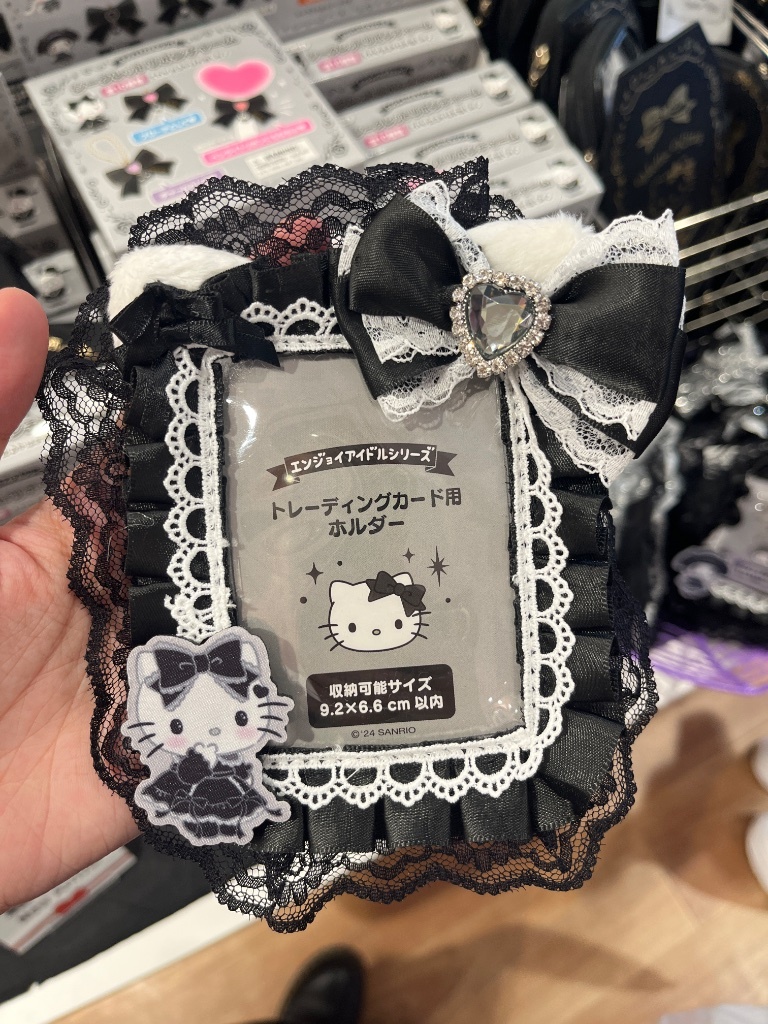 エンジョイアイドルシリーズ
トレーディングカード用
ホルダー
収納可能サイズ
9.2×6.6 cm 以内
©'24 SANRIO